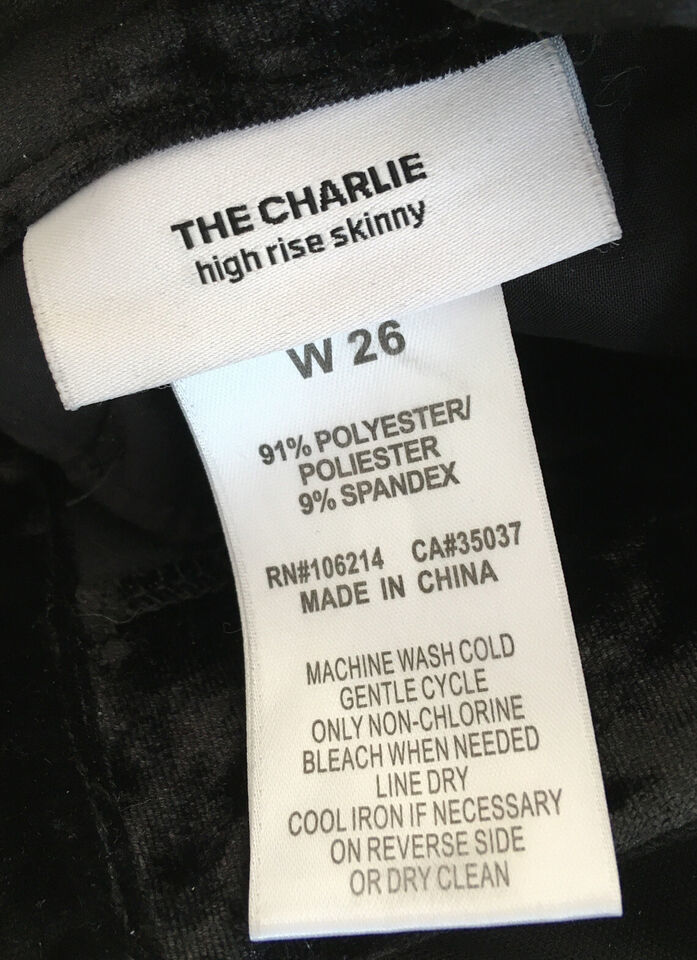 THE CHARLIE
high rise skinny
W 26
91% POLYESTER/
POLIESTER
9% SPANDEX
RN#106214 CA#35037
MADE IN CHINA
MACHINE WASH COLD
GENTLE CYCLE
ONLY NON-CHLORINE
BLEACH WHEN NEEDED
LINE DRY
COOL IRON IF NECESSARY
ON REVERSE SIDE
OR DRY CLEAN